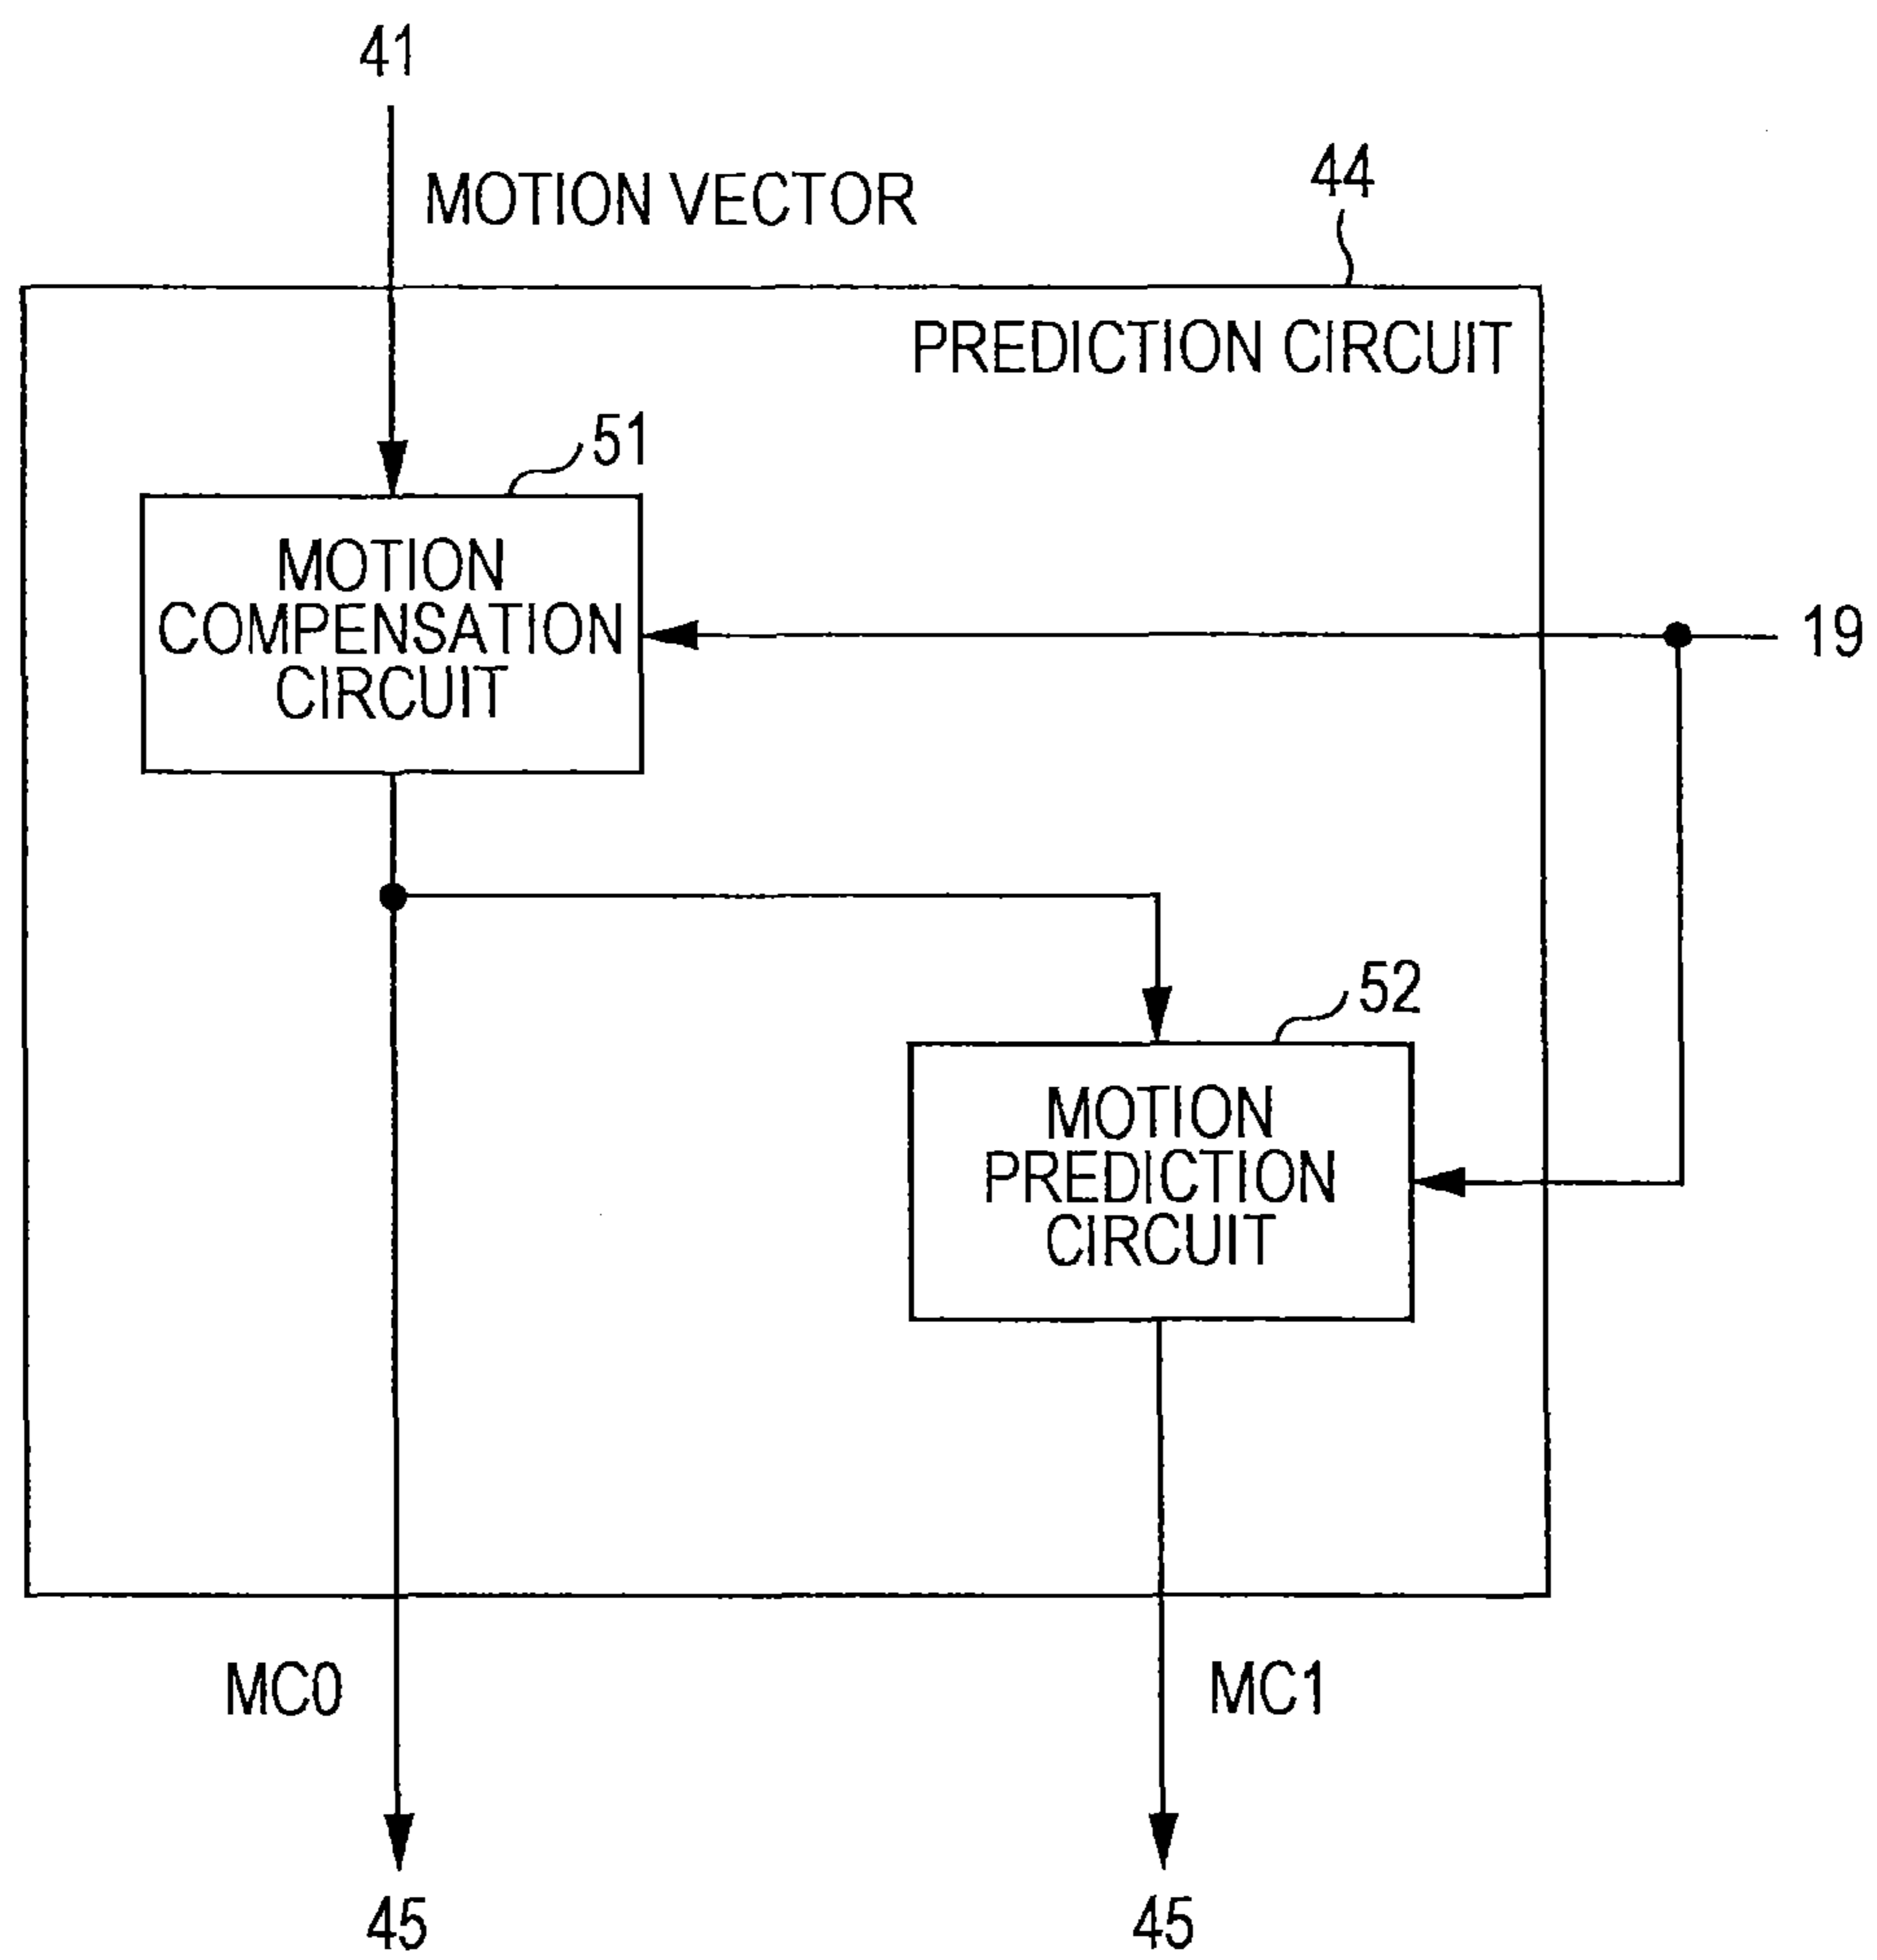 41
MOTION VECTOR
44
PREDICTION CIRCUIT
51
MOTION
COMPENSATION
CIRCUIT
19
52
MOTION
PREDICTION
CIRCUIT
MC0
MC1
45
45